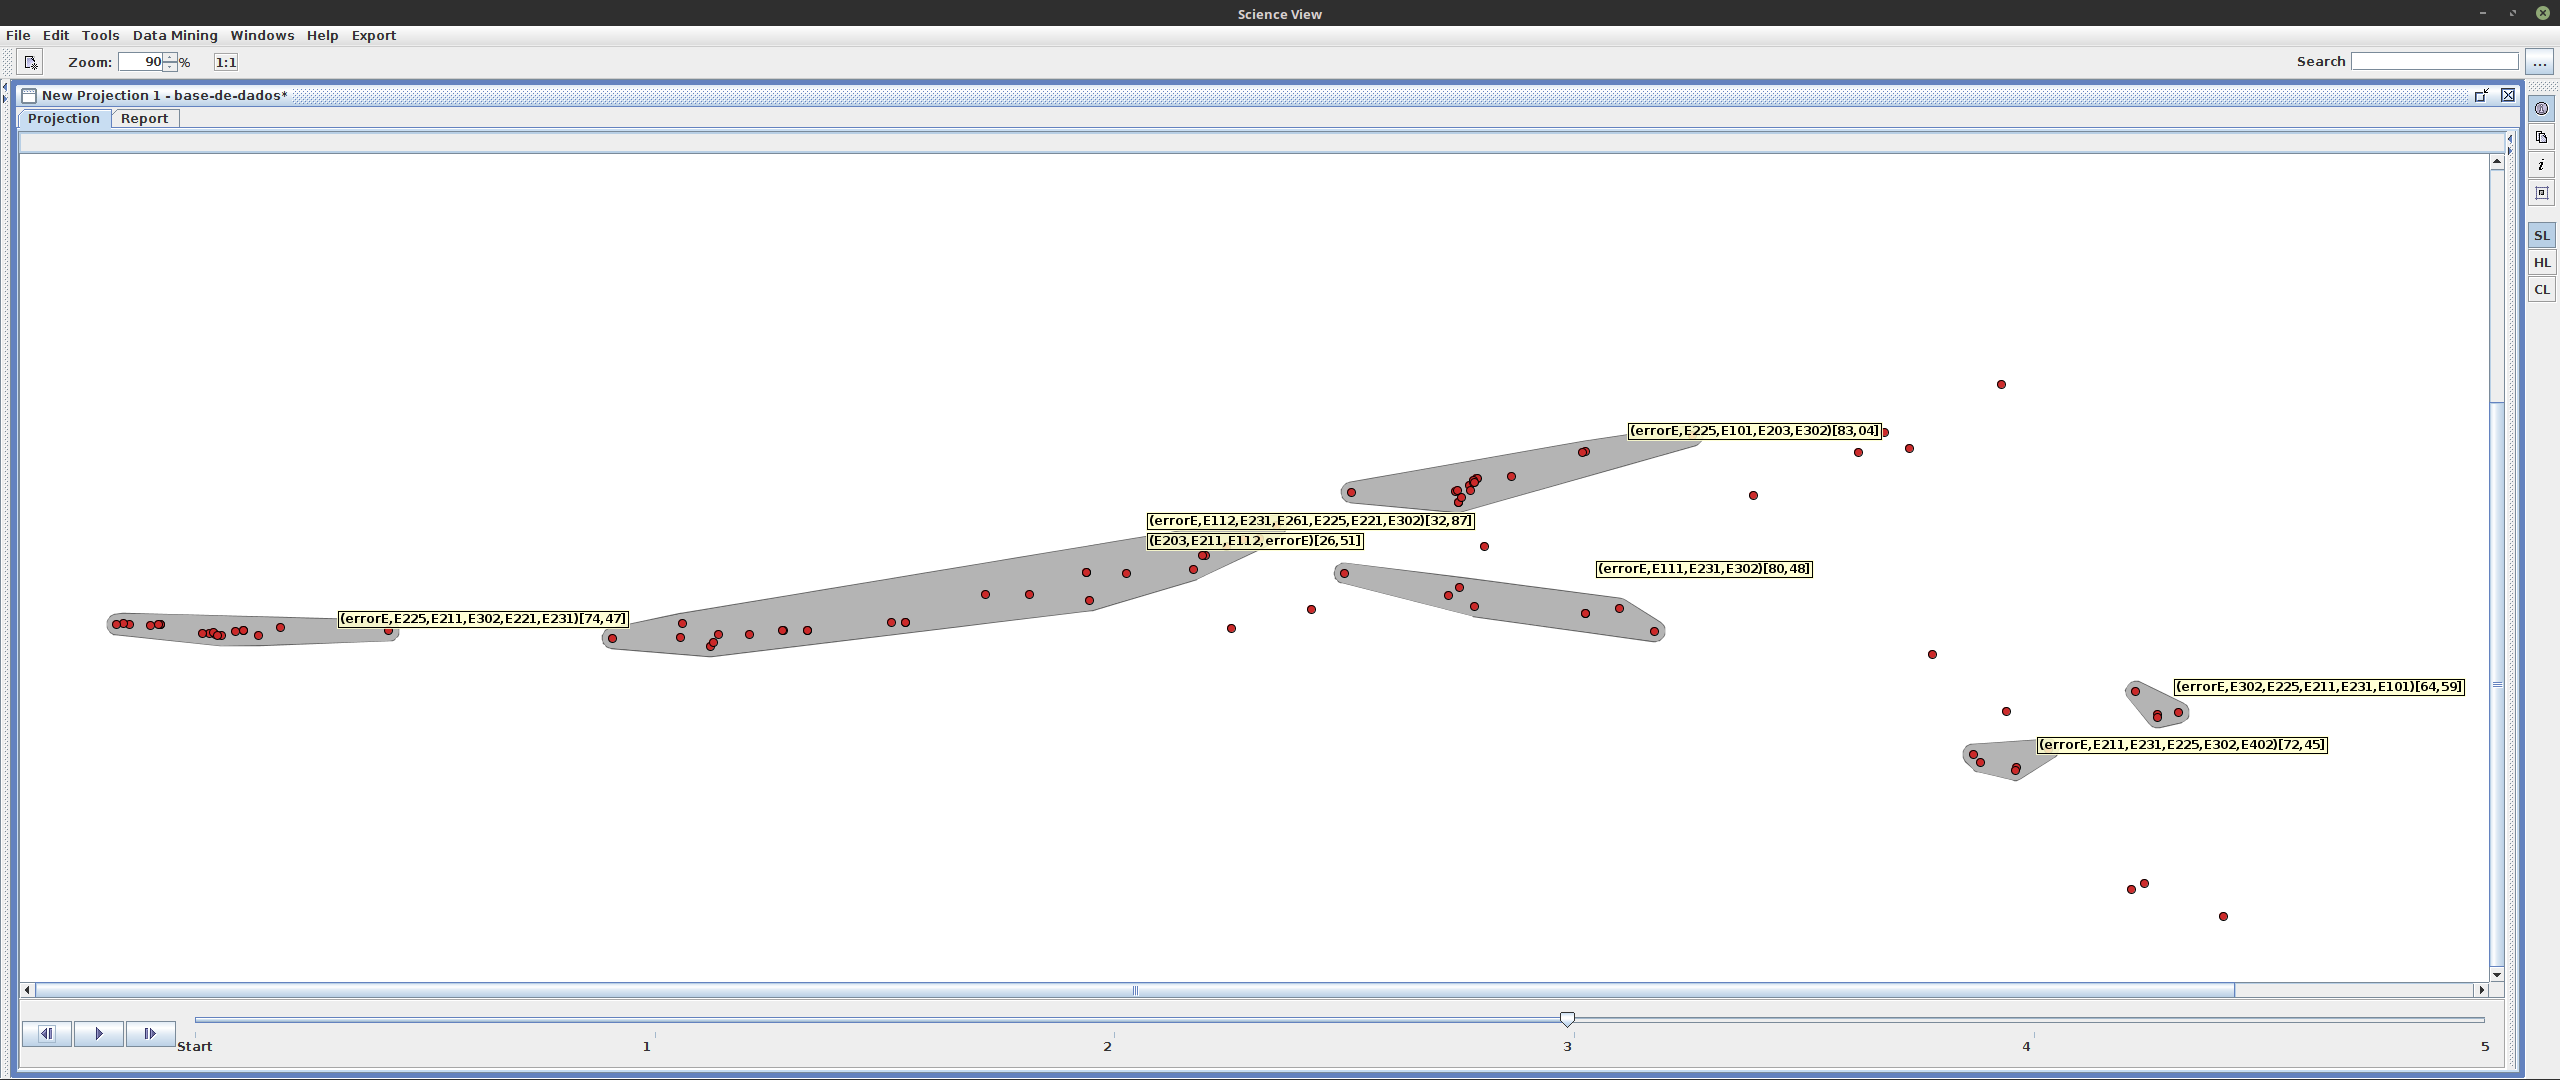 Science View
File Edit Tools Data Mining Windows Help Export
Zoom: 90 % 1:1 Search ...
New Projection 1 - base-de-dados*
Projection Report
i
SL
HL
CL
(errorE,E225,E101,E203,E302)[83,04]
(errorE,E112,E231,E261,E225,E221,E302)[32,87]
(E203,E211,E112,errorE)[26,51]
(errorE,E111,E231,E302)[80,48]
(errorE,E225,E211,E302,E221,E231)[74,47]
(errorE,E302,E225,E211,E231,E101)[64,59]
(errorE,E211,E231,E225,E302,E402)[72,45]
Start 1 2 3 4 5